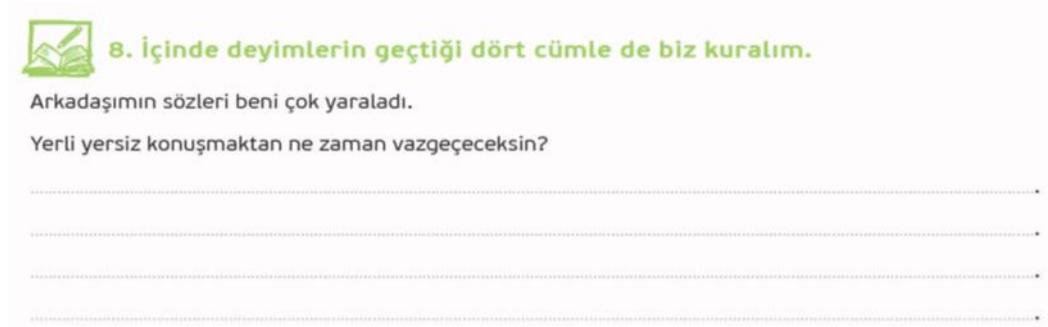 8. İçinde deyimlerin geçtiği dört cümle de biz kuralım.
Arkadaşımın sözleri beni çok yaraladı.
Yerli yersiz konuşmaktan ne zaman vazgeçeceksin?